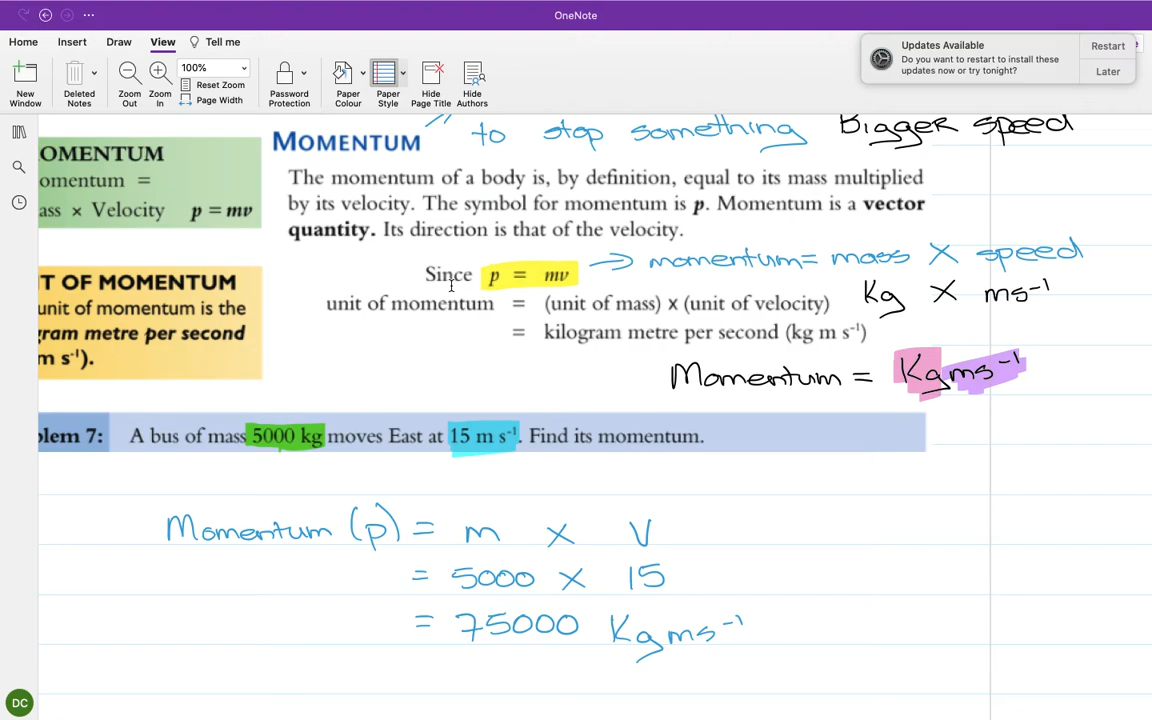 OneNote
Home Insert Draw View Tell me
100%
Reset Zoom
Page Width
New Window
Deleted Notes
Zoom Out
Zoom In
Password Protection
Paper Colour
Paper Style
Hide Page Title
Hide Authors
Updates Available
Do you want to restart to install these
updates now or try tonight?
Restart
Later
to stop something Bigger speed
OMENTUM
omentum =
ass × Velocity p = mv
MOMENTUM
The momentum of a body is, by definition, equal to its mass multiplied
by its velocity. The symbol for momentum is p. Momentum is a vector
quantity. Its direction is that of the velocity.
Since p = mv → momentum = mass X speed
unit of momentum = (unit of mass) x (unit of velocity) Kg X ms⁻¹
= kilogram metre per second (kg m s⁻¹)
T OF MOMENTUM
unit of momentum is the
gram metre per second
m s⁻¹).
Momentum = Kgms⁻¹
blem 7: A bus of mass 5000 kg moves East at 15 m s⁻¹. Find its momentum.
Momentum (p) = m x V
= 5000 X 15
= 75000 Kgms⁻¹
DC